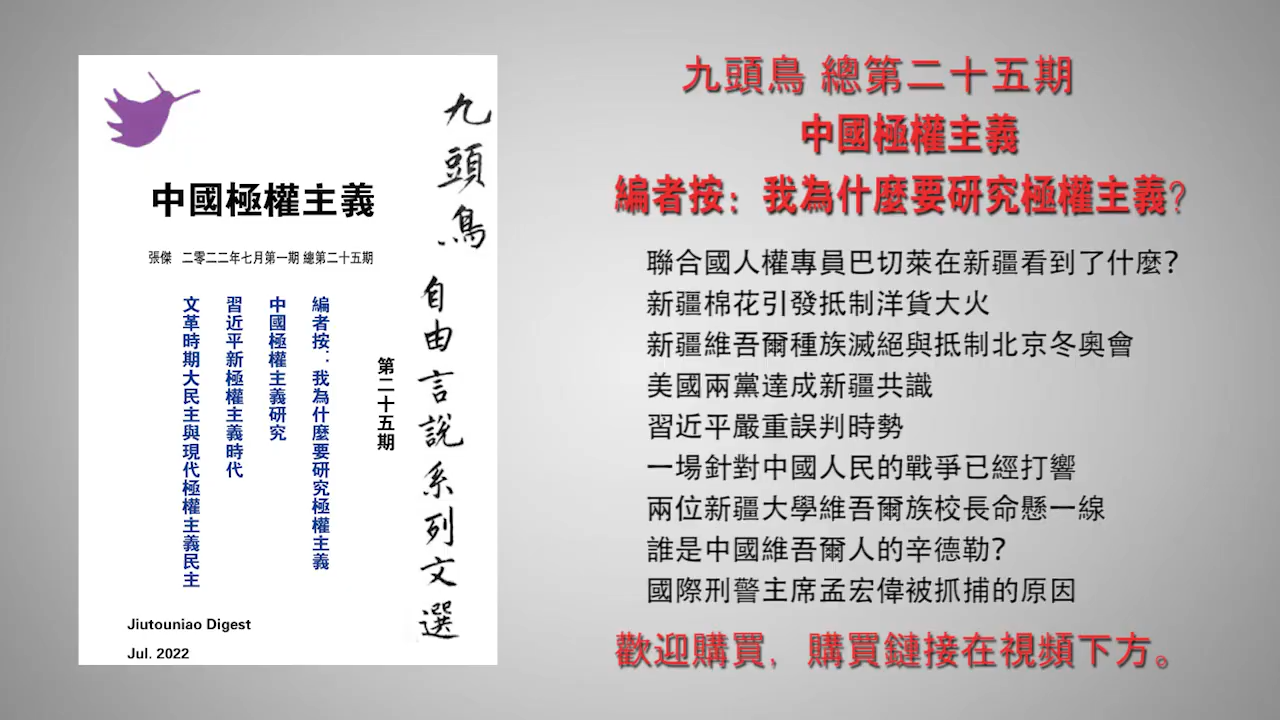 九頭鳥 自由言說系列文選
中國極權主義
張傑 二零二二年七月第一期 總第二十五期
第二十五期
編者按：我為什麼要研究極權主義
中國極權主義研究
習近平新極權主義時代
文革時期大民主與現代極權主義民主
Jiutouniao Digest
Jul. 2022
九頭鳥 總第二十五期
中國極權主義
編者按：我為什麼要研究極權主義？
聯合國人權專員巴切萊在新疆看到了什麼？
新疆棉花引發抵制洋貨大火
新疆維吾爾種族滅絕與抵制北京冬奧會
美國兩黨達成新疆共識
習近平嚴重誤判時勢
一場針對中國人民的戰爭已經打響
兩位新疆大學維吾爾族校長命懸一線
誰是中國維吾爾人的辛德勒？
國際刑警主席孟宏偉被抓捕的原因
歡迎購買，購買鏈接在視頻下方。